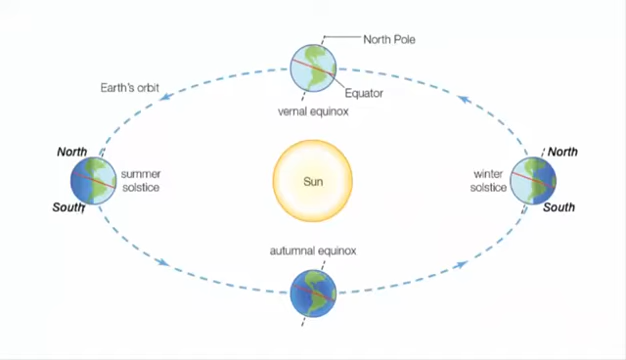 North Pole
Earth's orbit
Equator
vernal equinox
North
summer
solstice
South
Sun
winter
solstice
North
South
autumnal equinox